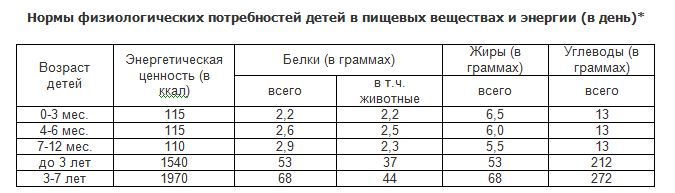 Нормы физиологических потребностей детей в пищевых веществах и энергии (в день)*
Возраст детей | Энергетическая ценность (в ккал) | Белки (в граммах) | Жиры (в граммах) | Углеводы (в граммах)
всего | в т.ч. животные | всего | всего
0-3 мес. | 115 | 2,2 | 2,2 | 6,5 | 13
4-6 мес. | 115 | 2,6 | 2,5 | 6,0 | 13
7-12 мес. | 110 | 2,9 | 2,3 | 5,5 | 13
до 3 лет | 1540 | 53 | 37 | 53 | 212
3-7 лет | 1970 | 68 | 44 | 68 | 272